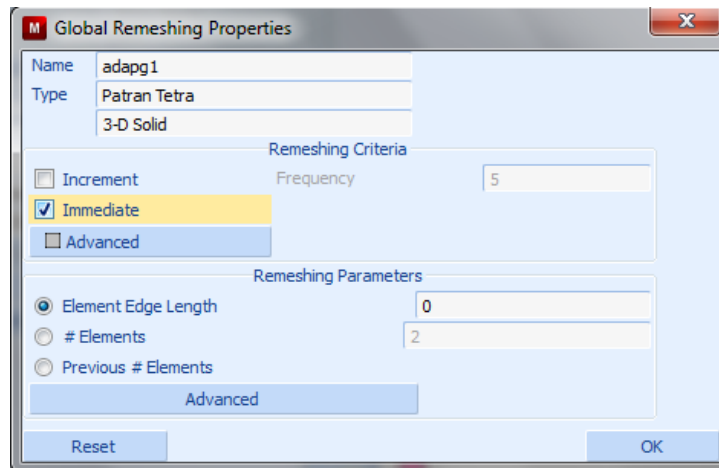 M Global Remeshing Properties X
Name adapg1
Type Patran Tetra
3-D Solid
Remeshing Criteria
Increment Frequency 5
Immediate
Advanced
Remeshing Parameters
Element Edge Length 0
# Elements 2
Previous # Elements
Advanced
Reset OK